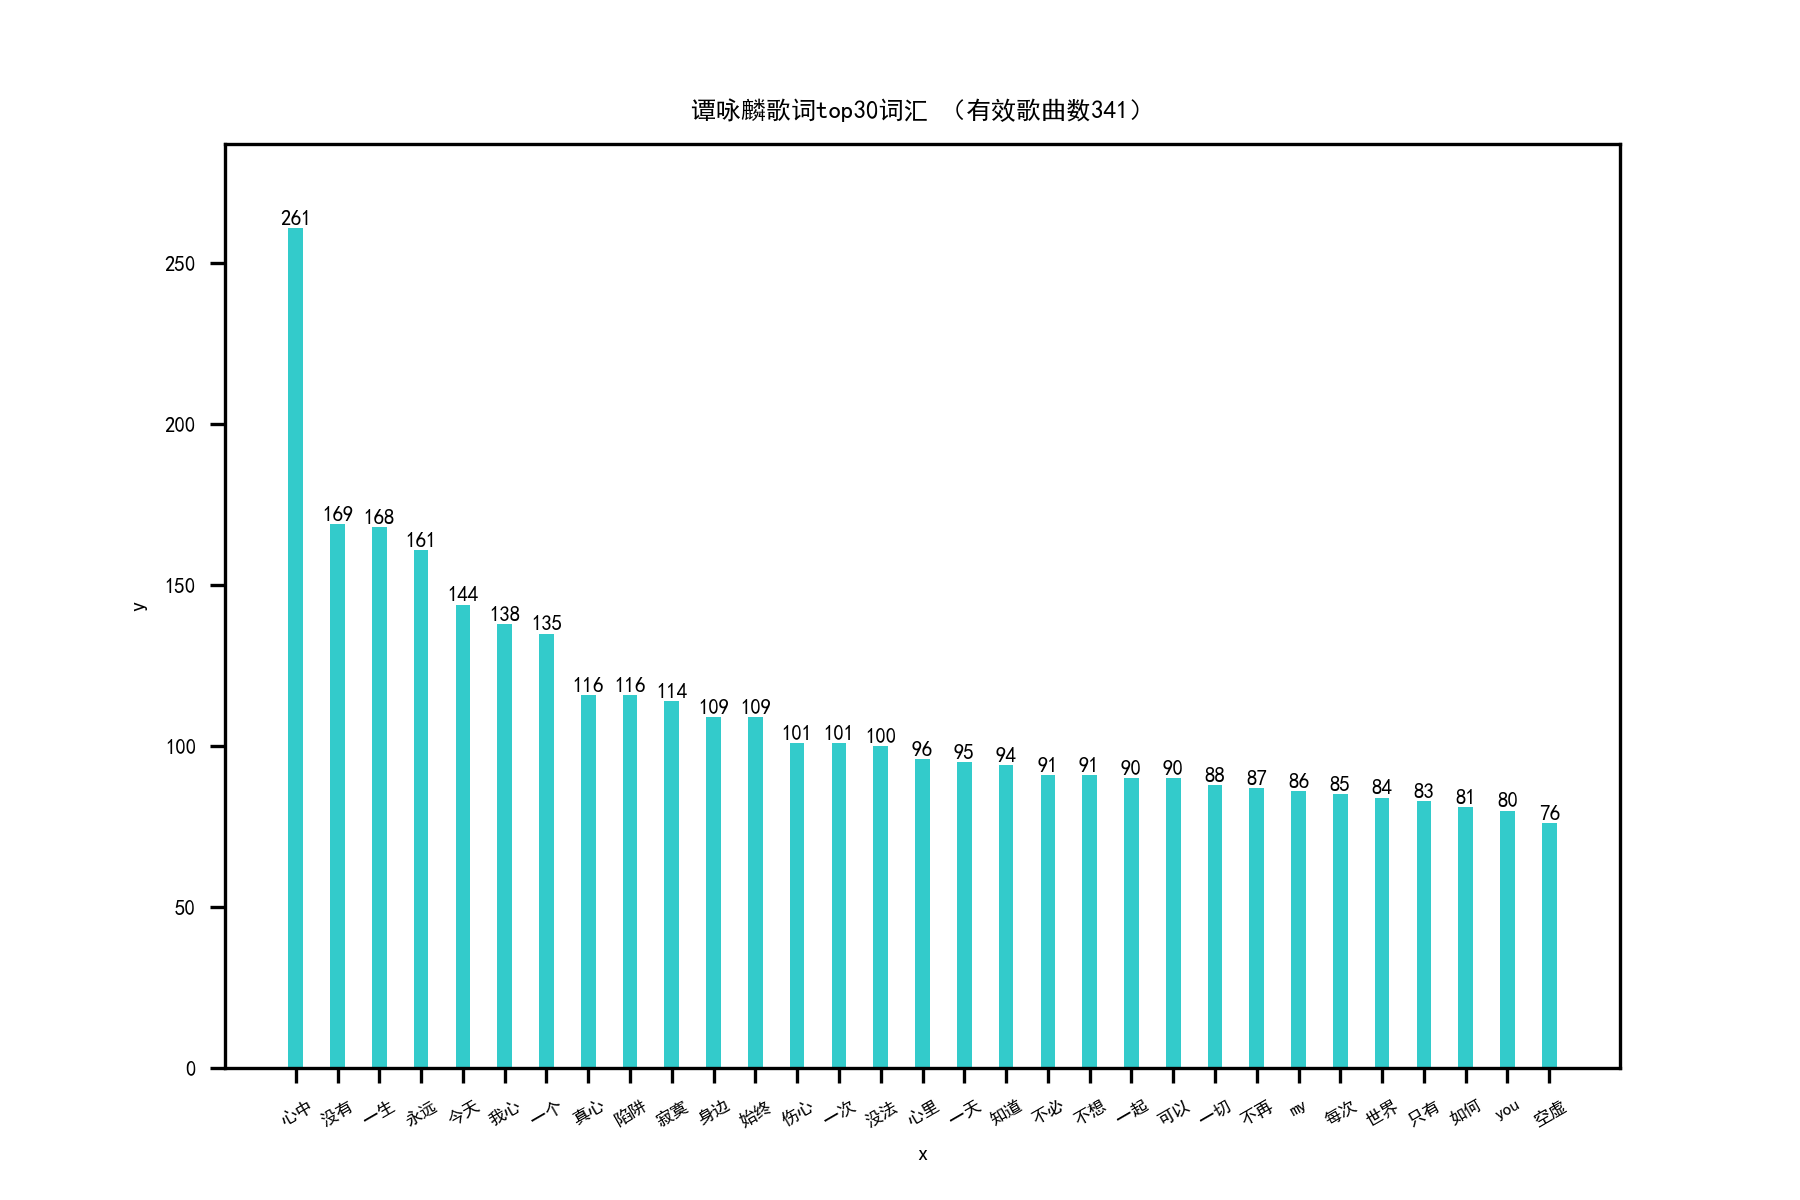 谭咏麟歌词top30词汇 （有效歌曲数341）
261
250
200
169 168 161
150
144 138 135
116 116 114 109 109 101 101 100 96 95 94 91 91 90 90 88 87 86 85 84 83 81 80 76
100
50
0
y
心中 没有 一生 永远 今天 我心 一个 真心 陷阱 寂寞 身边 始终 伤心 一次 没法 心里 一天 知道 不必 不想 一起 可以 一切 不再 my 每次 世界 只有 如何 you 空虚
x